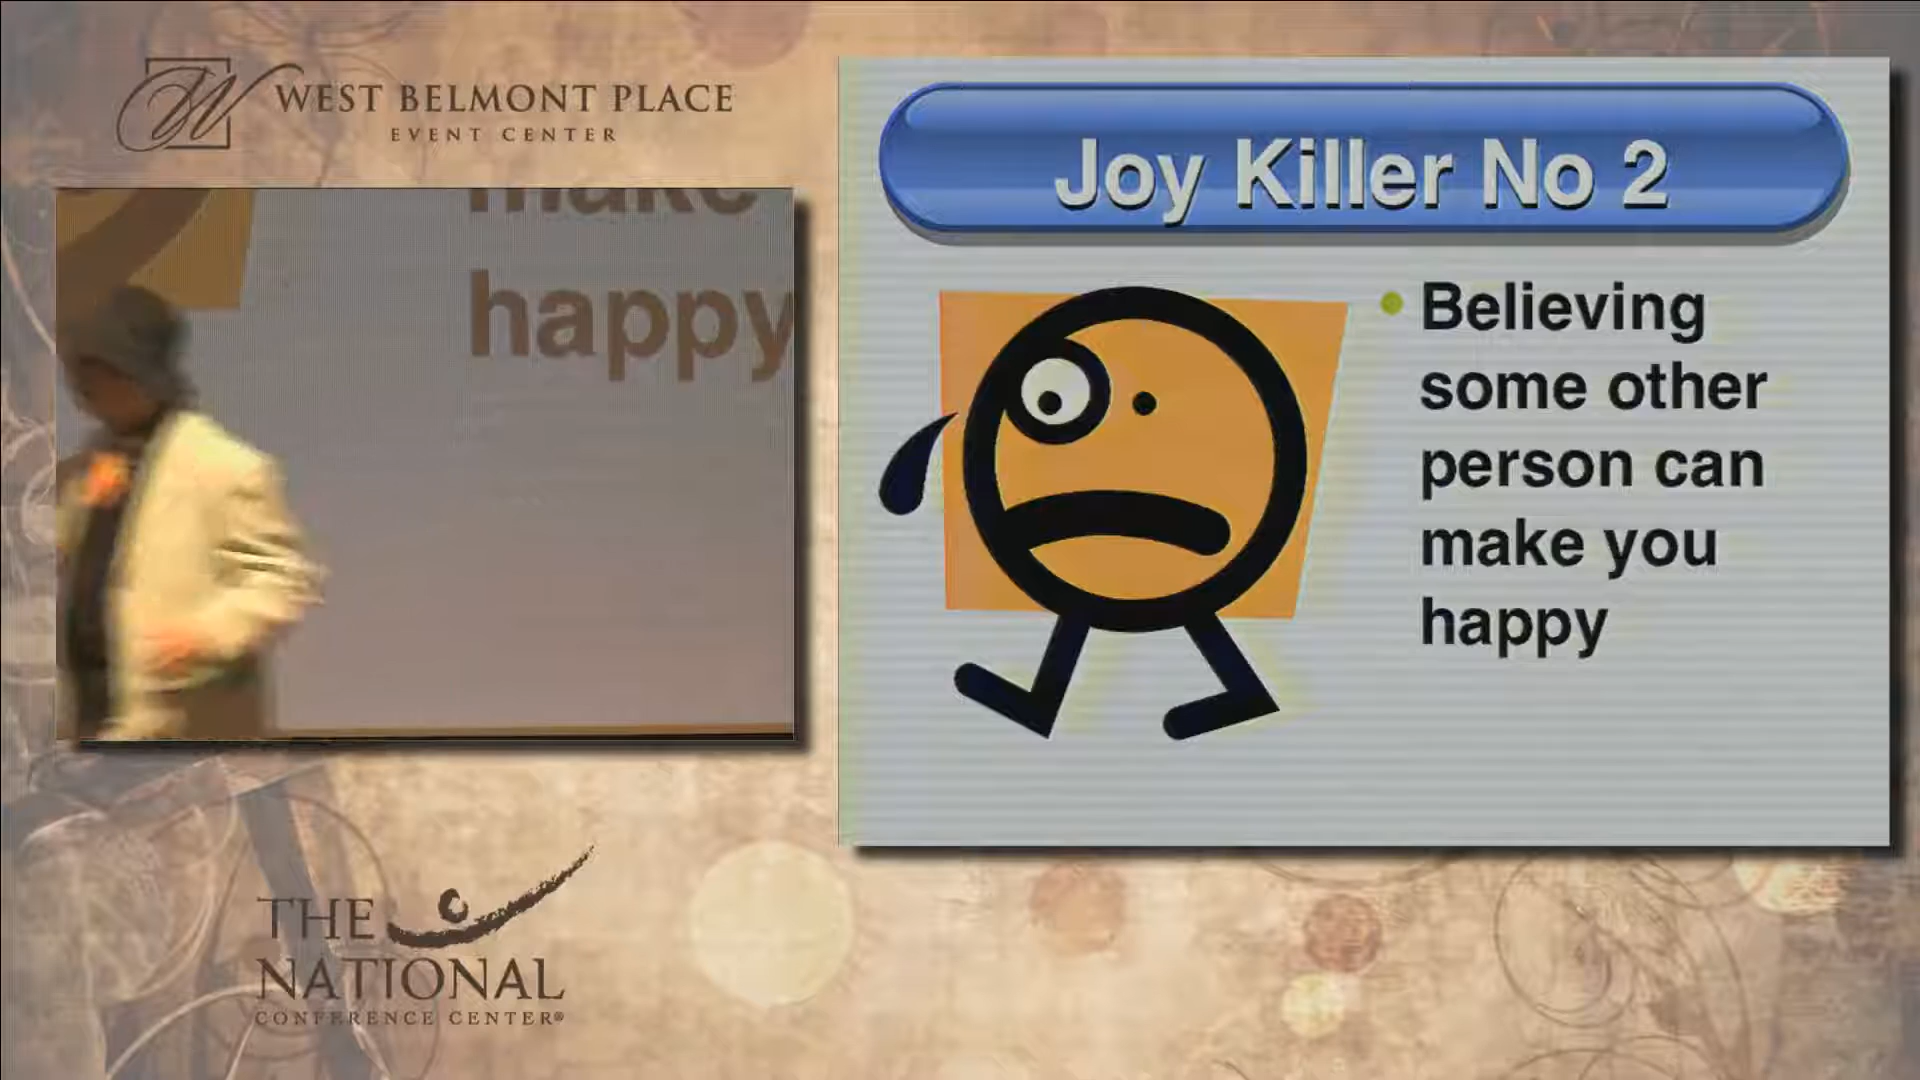 WEST BELMONT PLACE
EVENT CENTER
make
happy
Joy Killer No 2
Believing
some other
person can
make you
happy
THE
NATIONAL
CONFERENCE CENTER®